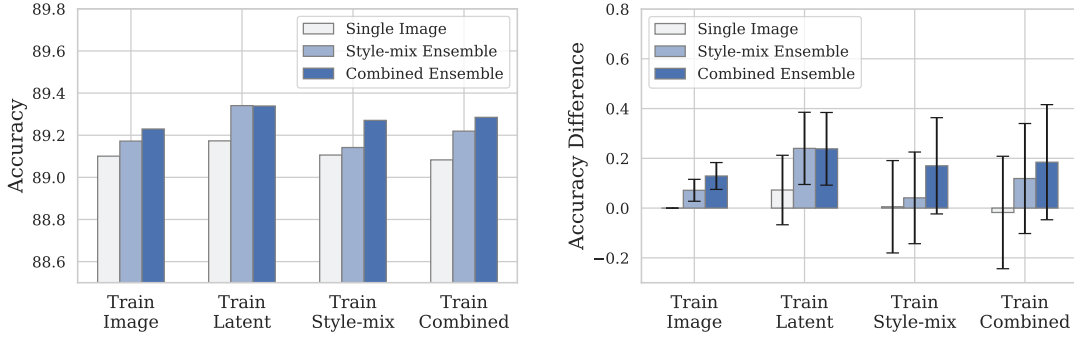 Accuracy
89.8
89.6
89.4
89.2
89.0
88.8
88.6
Single Image
Style-mix Ensemble
Combined Ensemble
Train Image
Train Latent
Train Style-mix
Train Combined
Accuracy Difference
0.8
0.6
0.4
0.2
0.0
−0.2
Single Image
Style-mix Ensemble
Combined Ensemble
Train Image
Train Latent
Train Style-mix
Train Combined